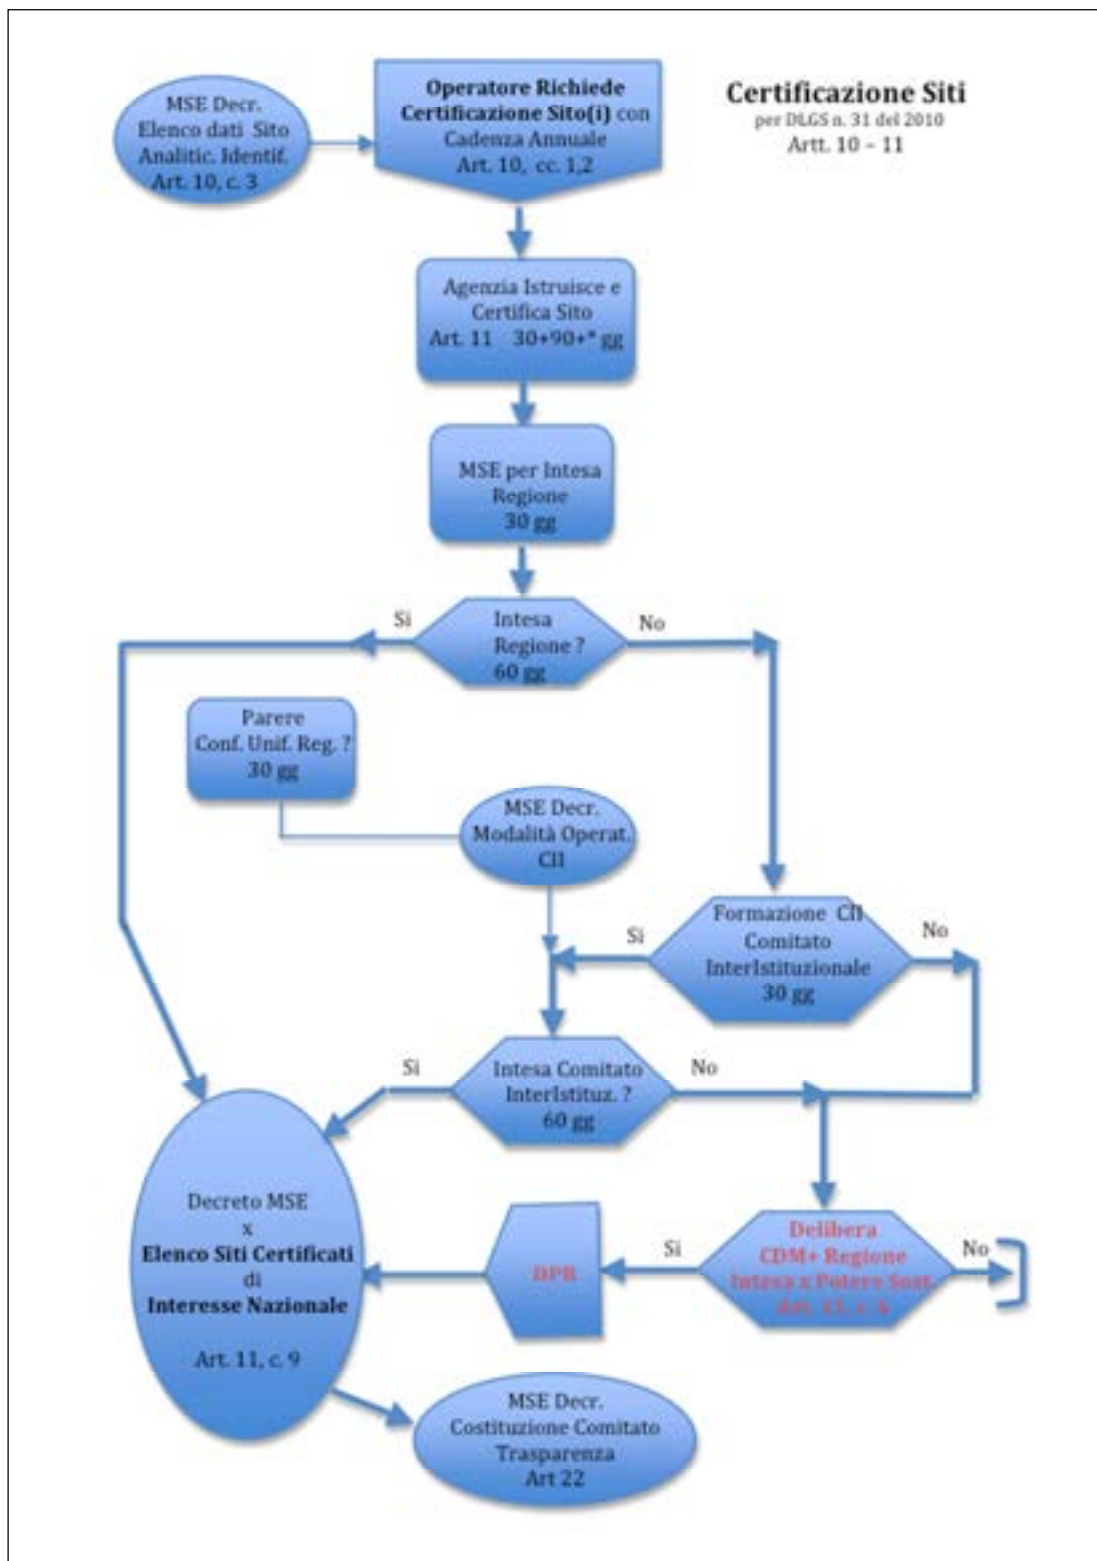 Certificazione Siti
per DLGS n. 31 del 2010
Artt. 10 – 11
MSE Decr.
Elenco dati Sito
Analitic. Identif.
Art. 10, c. 3
Operatore Richiede
Certificazione Sito(i) con
Cadenza Annuale
Art. 10, cc. 1,2
Agenzia Istruisce e
Certifica Sito
Art. 11 30+90+* gg
MSE per Intesa
Regione
30 gg
Si
Intesa
Regione ?
60 gg
No
Parere
Conf. Unif. Reg. ?
30 gg
MSE Decr.
Modalità Operat.
CII
Si
Formazione CII
Comitato
InterIstituzionale
30 gg
No
Si
Intesa Comitato
InterIstituz. ?
60 gg
No
Decreto MSE
x
Elenco Siti Certificati
di
Interesse Nazionale
Art. 11, c. 9
DPR
Si
Delibera
CDM+ Regione
Intesa x Potere Sost.
No
MSE Decr.
Costituzione Comitato
Trasparenza
Art 22